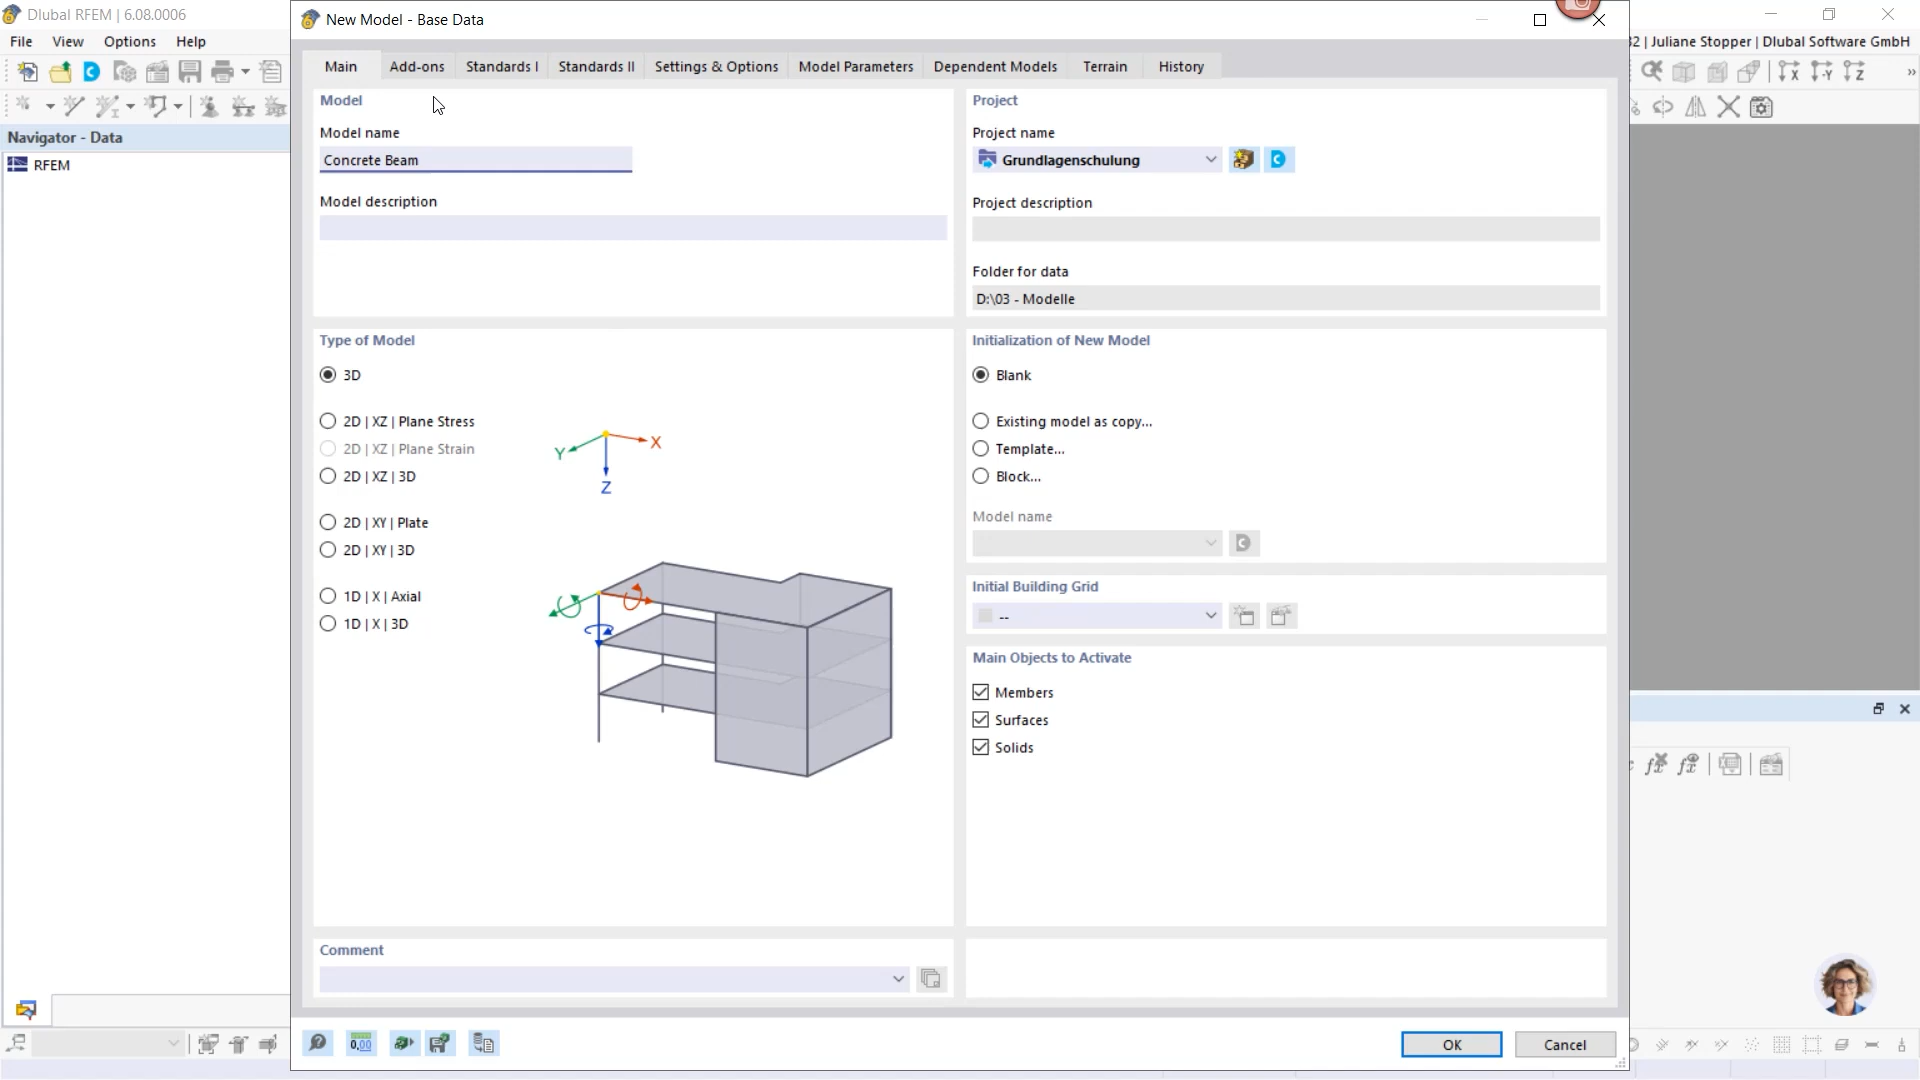 Dlubal RFEM | 6.08.0006
New Model - Base Data
File View Options Help
2 | Juliane Stopper | Dlubal Software GmbH
Main Add-ons Standards I Standards II Settings & Options Model Parameters Dependent Models Terrain History
Navigator - Data
RFEM
Model
Model name
Concrete Beam
Model description
Project
Project name
Grundlagenschulung
Project description
Folder for data
D:\03 - Modelle
Type of Model
3D
2D | XZ | Plane Stress
2D | XZ | Plane Strain
2D | XZ | 3D
2D | XY | Plate
2D | XY | 3D
1D | X | Axial
1D | X | 3D
X
Y
Z
Initialization of New Model
Blank
Existing model as copy...
Template...
Block...
Model name
Initial Building Grid
--
Main Objects to Activate
Members
Surfaces
Solids
Comment
0,00
OK Cancel